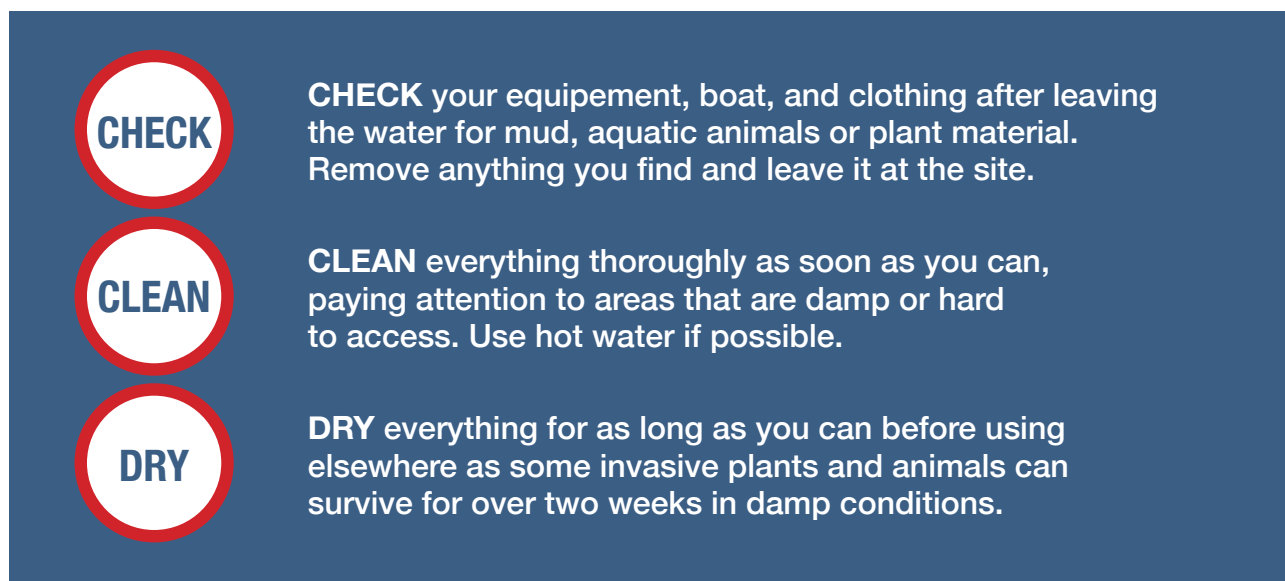 CHECK
CHECK your equipement, boat, and clothing after leaving
the water for mud, aquatic animals or plant material.
Remove anything you find and leave it at the site.
CLEAN
CLEAN everything thoroughly as soon as you can,
paying attention to areas that are damp or hard
to access. Use hot water if possible.
DRY
DRY everything for as long as you can before using
elsewhere as some invasive plants and animals can
survive for over two weeks in damp conditions.